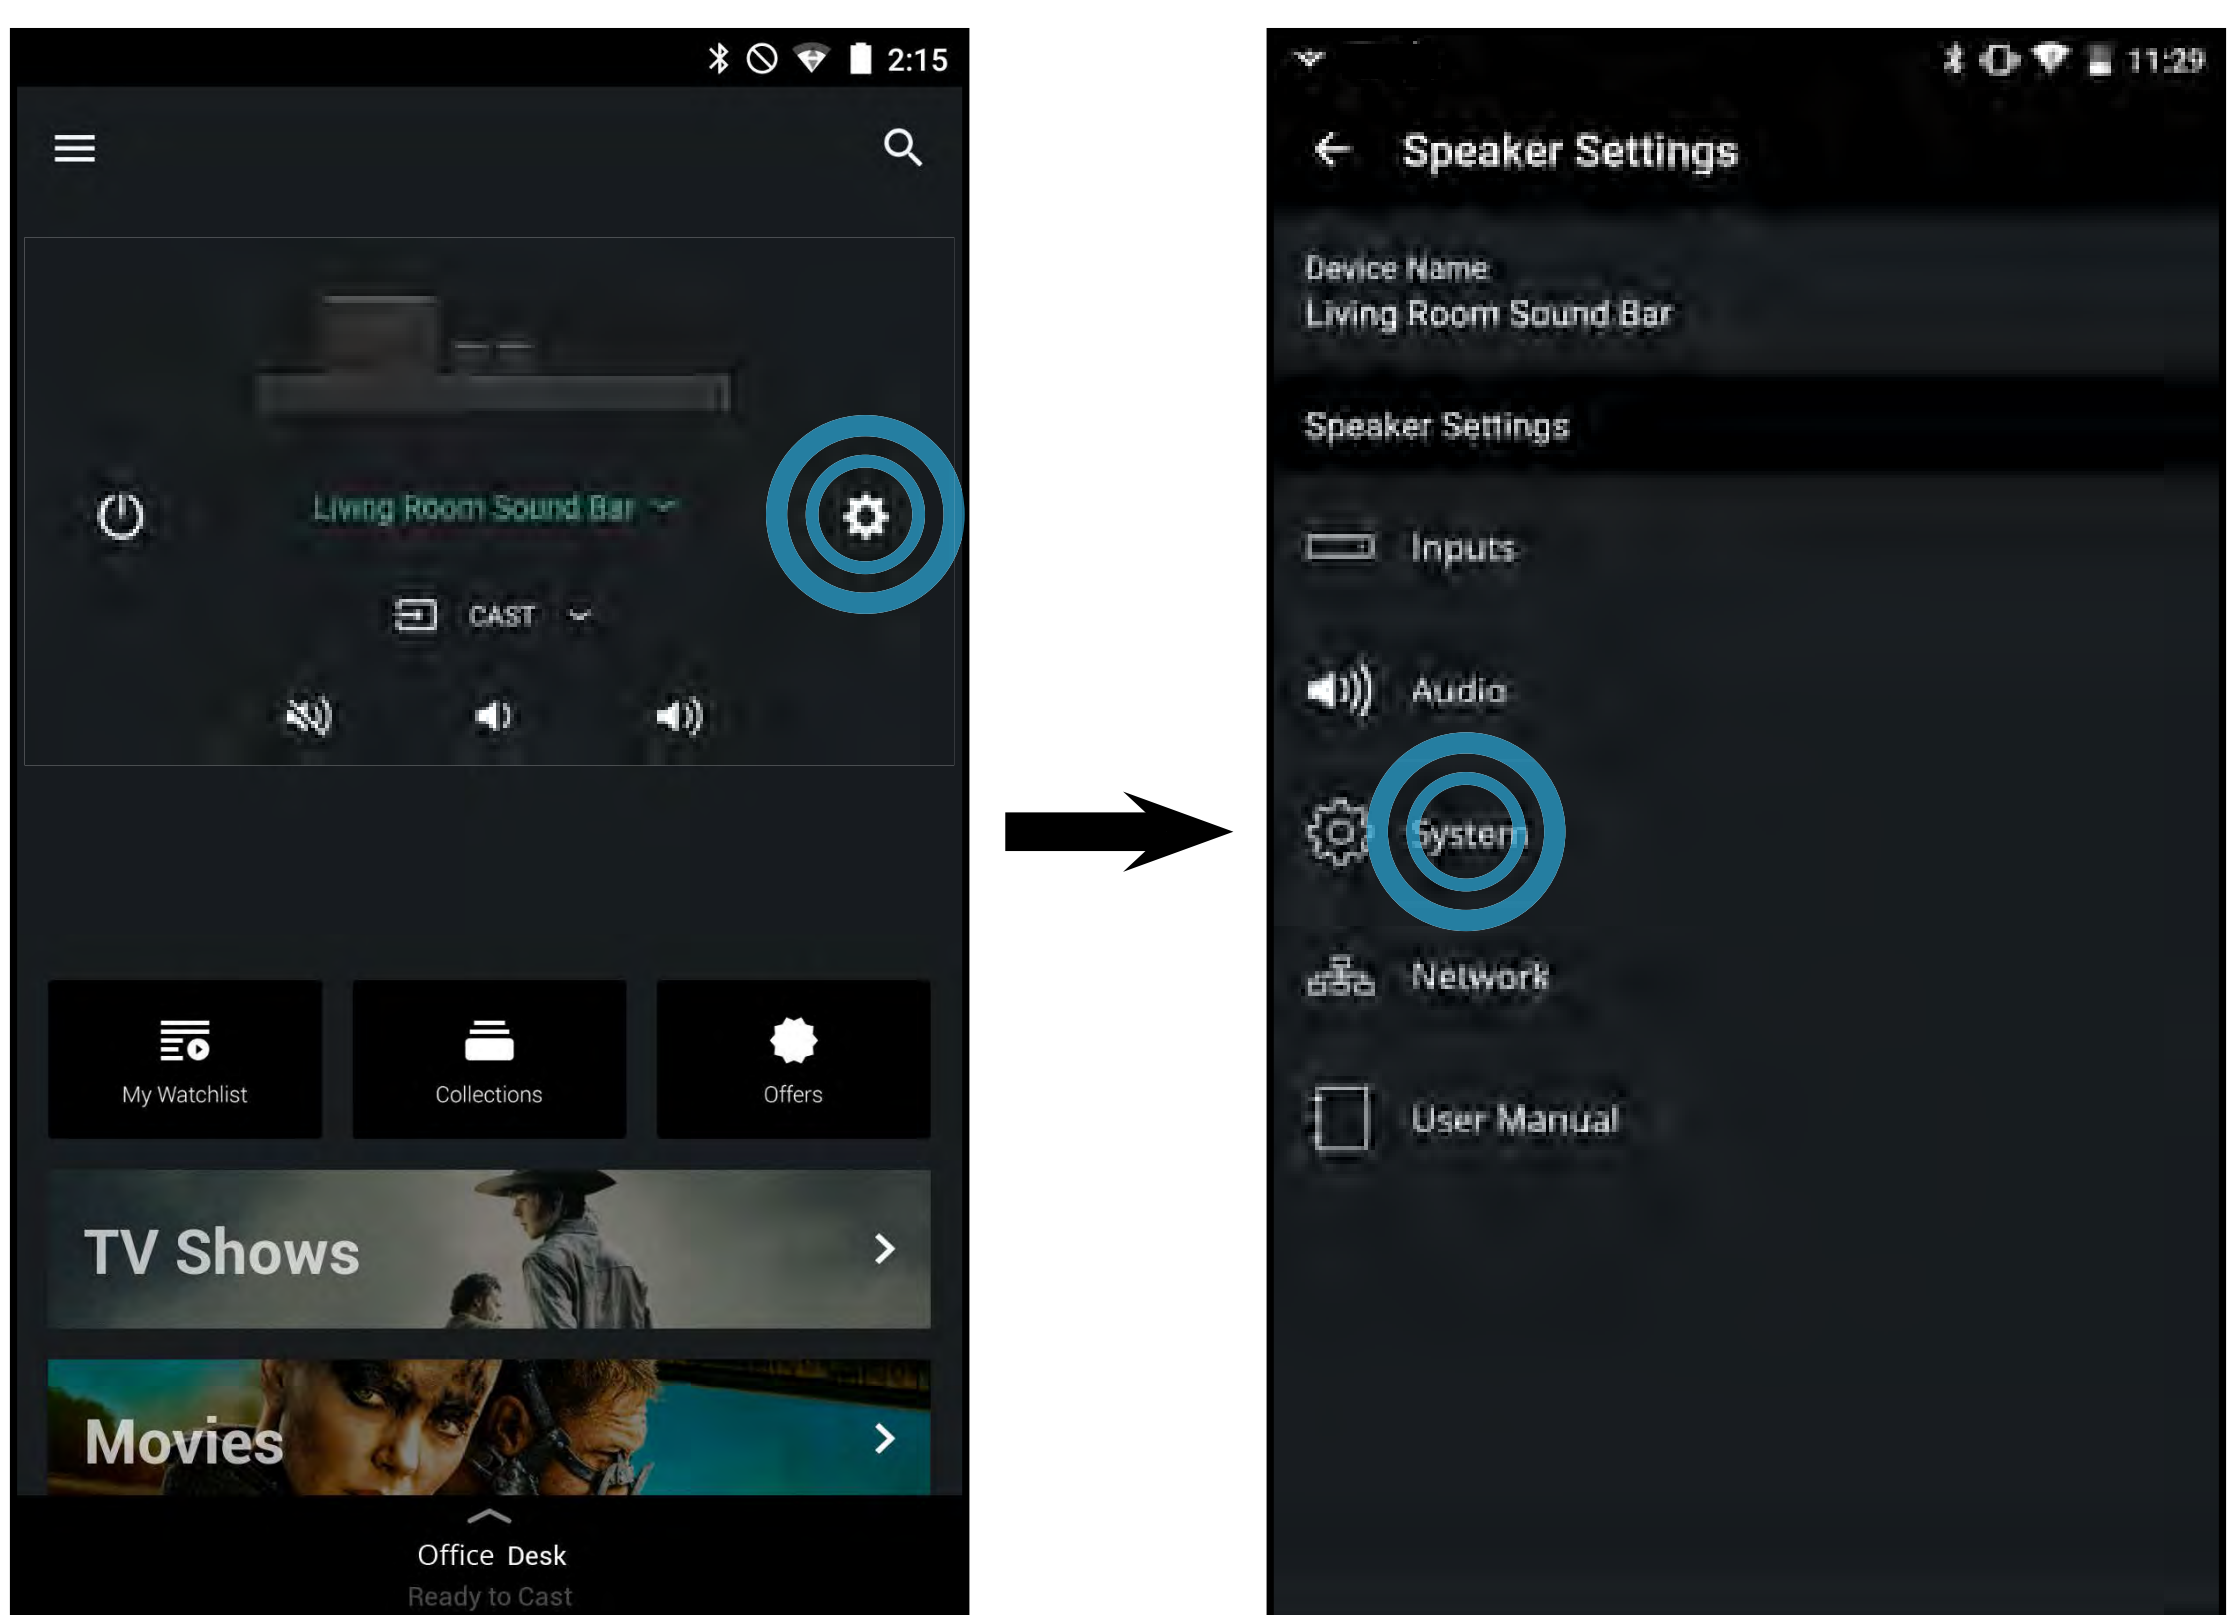 2:15
Living Room Sound Bar
CAST
My Watchlist
Collections
Offers
TV Shows
Movies
Office Desk
Ready to Cast
11:29
Speaker Settings
Device Name
Living Room Sound Bar
Speaker Settings
Inputs
Audio
System
Network
User Manual